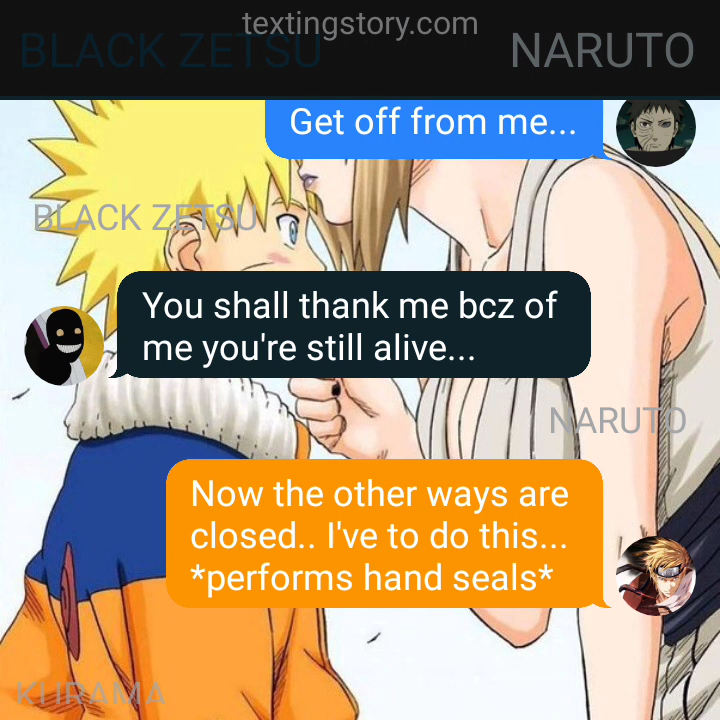 textingstory.com
BLACK ZETSU
NARUTO
Get off from me...
BLACK ZETSU
You shall thank me bcz of
me you're still alive...
NARUTO
Now the other ways are
closed.. I've to do this...
*performs hand seals*
KURAMA